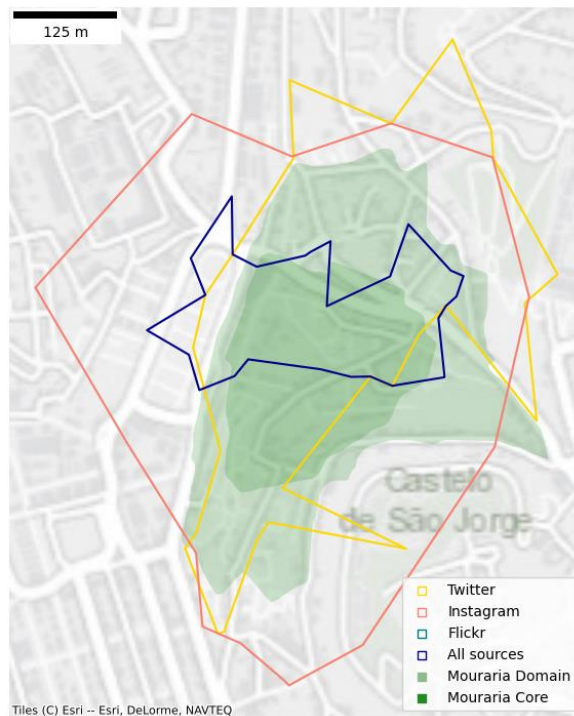 125 m
Castelo
de São Jorge
Twitter
Instagram
Flickr
All sources
Mouraria Domain
Mouraria Core
Tiles (C) Esri -- Esri, DeLorme, NAVTEQ